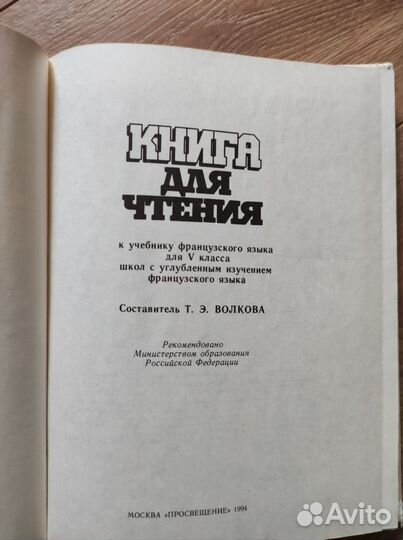 КНИГА
ДЛЯ
ЧТЕНИЯ
к учебнику французского языка
для V класса
школ с углубленным изучением
французского языка
Составитель Т. Э. ВОЛКОВА
Рекомендовано
Министерством образования
Российской Федерации
МОСКВА «ПРОСВЕЩЕНИЕ» 1994
Avito